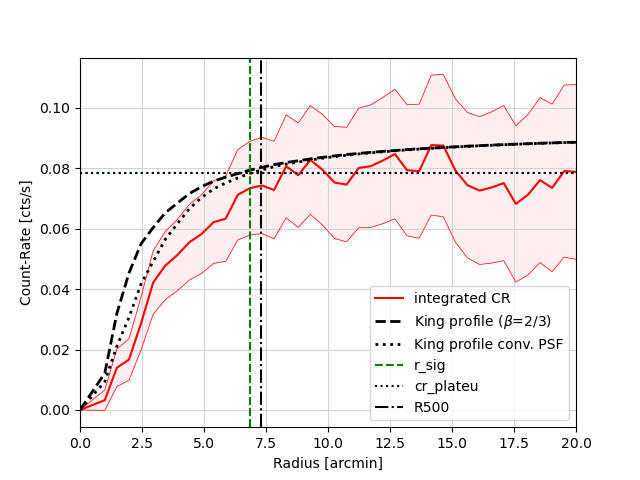 0.10
0.08
0.06
0.04
0.02
0.00
Count-Rate [cts/s]
integrated CR
King profile (β=2/3)
King profile conv. PSF
r_sig
cr_plateu
R500
0.0 2.5 5.0 7.5 10.0 12.5 15.0 17.5 20.0
Radius [arcmin]